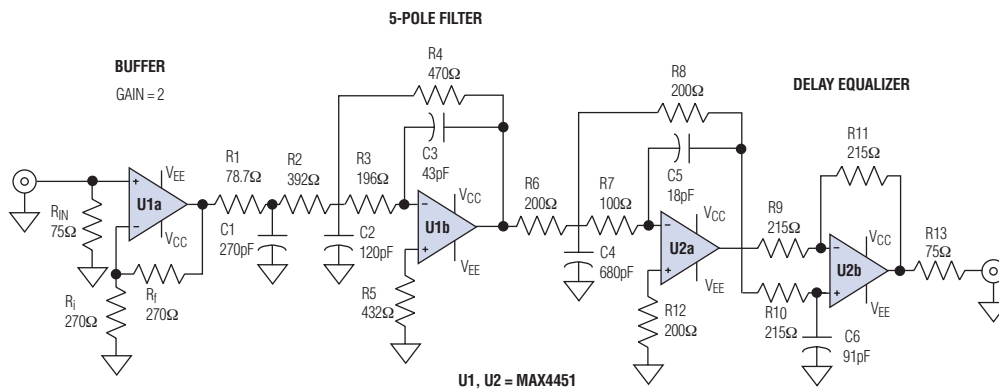 5-POLE FILTER
BUFFER
GAIN = 2
DELAY EQUALIZER
R4
470Ω
R8
200Ω
R11
215Ω
C3
43pF
C5
18pF
R1
78.7Ω
R2
392Ω
R3
196Ω
R6
200Ω
R7
100Ω
R9
215Ω
R13
75Ω
+
−
U1a
VEE
VCC
RIN
75Ω
C1
270pF
C2
120pF
−
+
U1b
VCC
VEE
C4
680pF
−
+
U2a
VCC
VEE
−
+
U2b
VCC
VEE
Ri
270Ω
Rf
270Ω
R5
432Ω
R12
200Ω
R10
215Ω
C6
91pF
U1, U2 = MAX4451